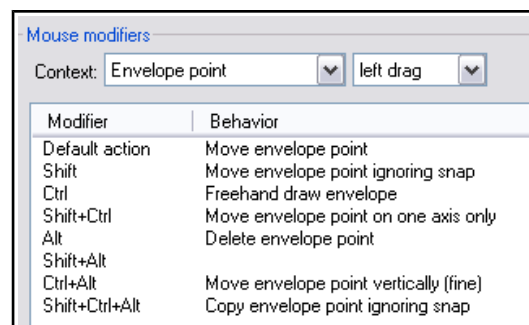 Mouse modifiers
Context: Envelope point left drag
Modifier Behavior
Default action Move envelope point
Shift Move envelope point ignoring snap
Ctrl Freehand draw envelope
Shift+Ctrl Move envelope point on one axis only
Alt Delete envelope point
Shift+Alt
Ctrl+Alt Move envelope point vertically (fine)
Shift+Ctrl+Alt Copy envelope point ignoring snap